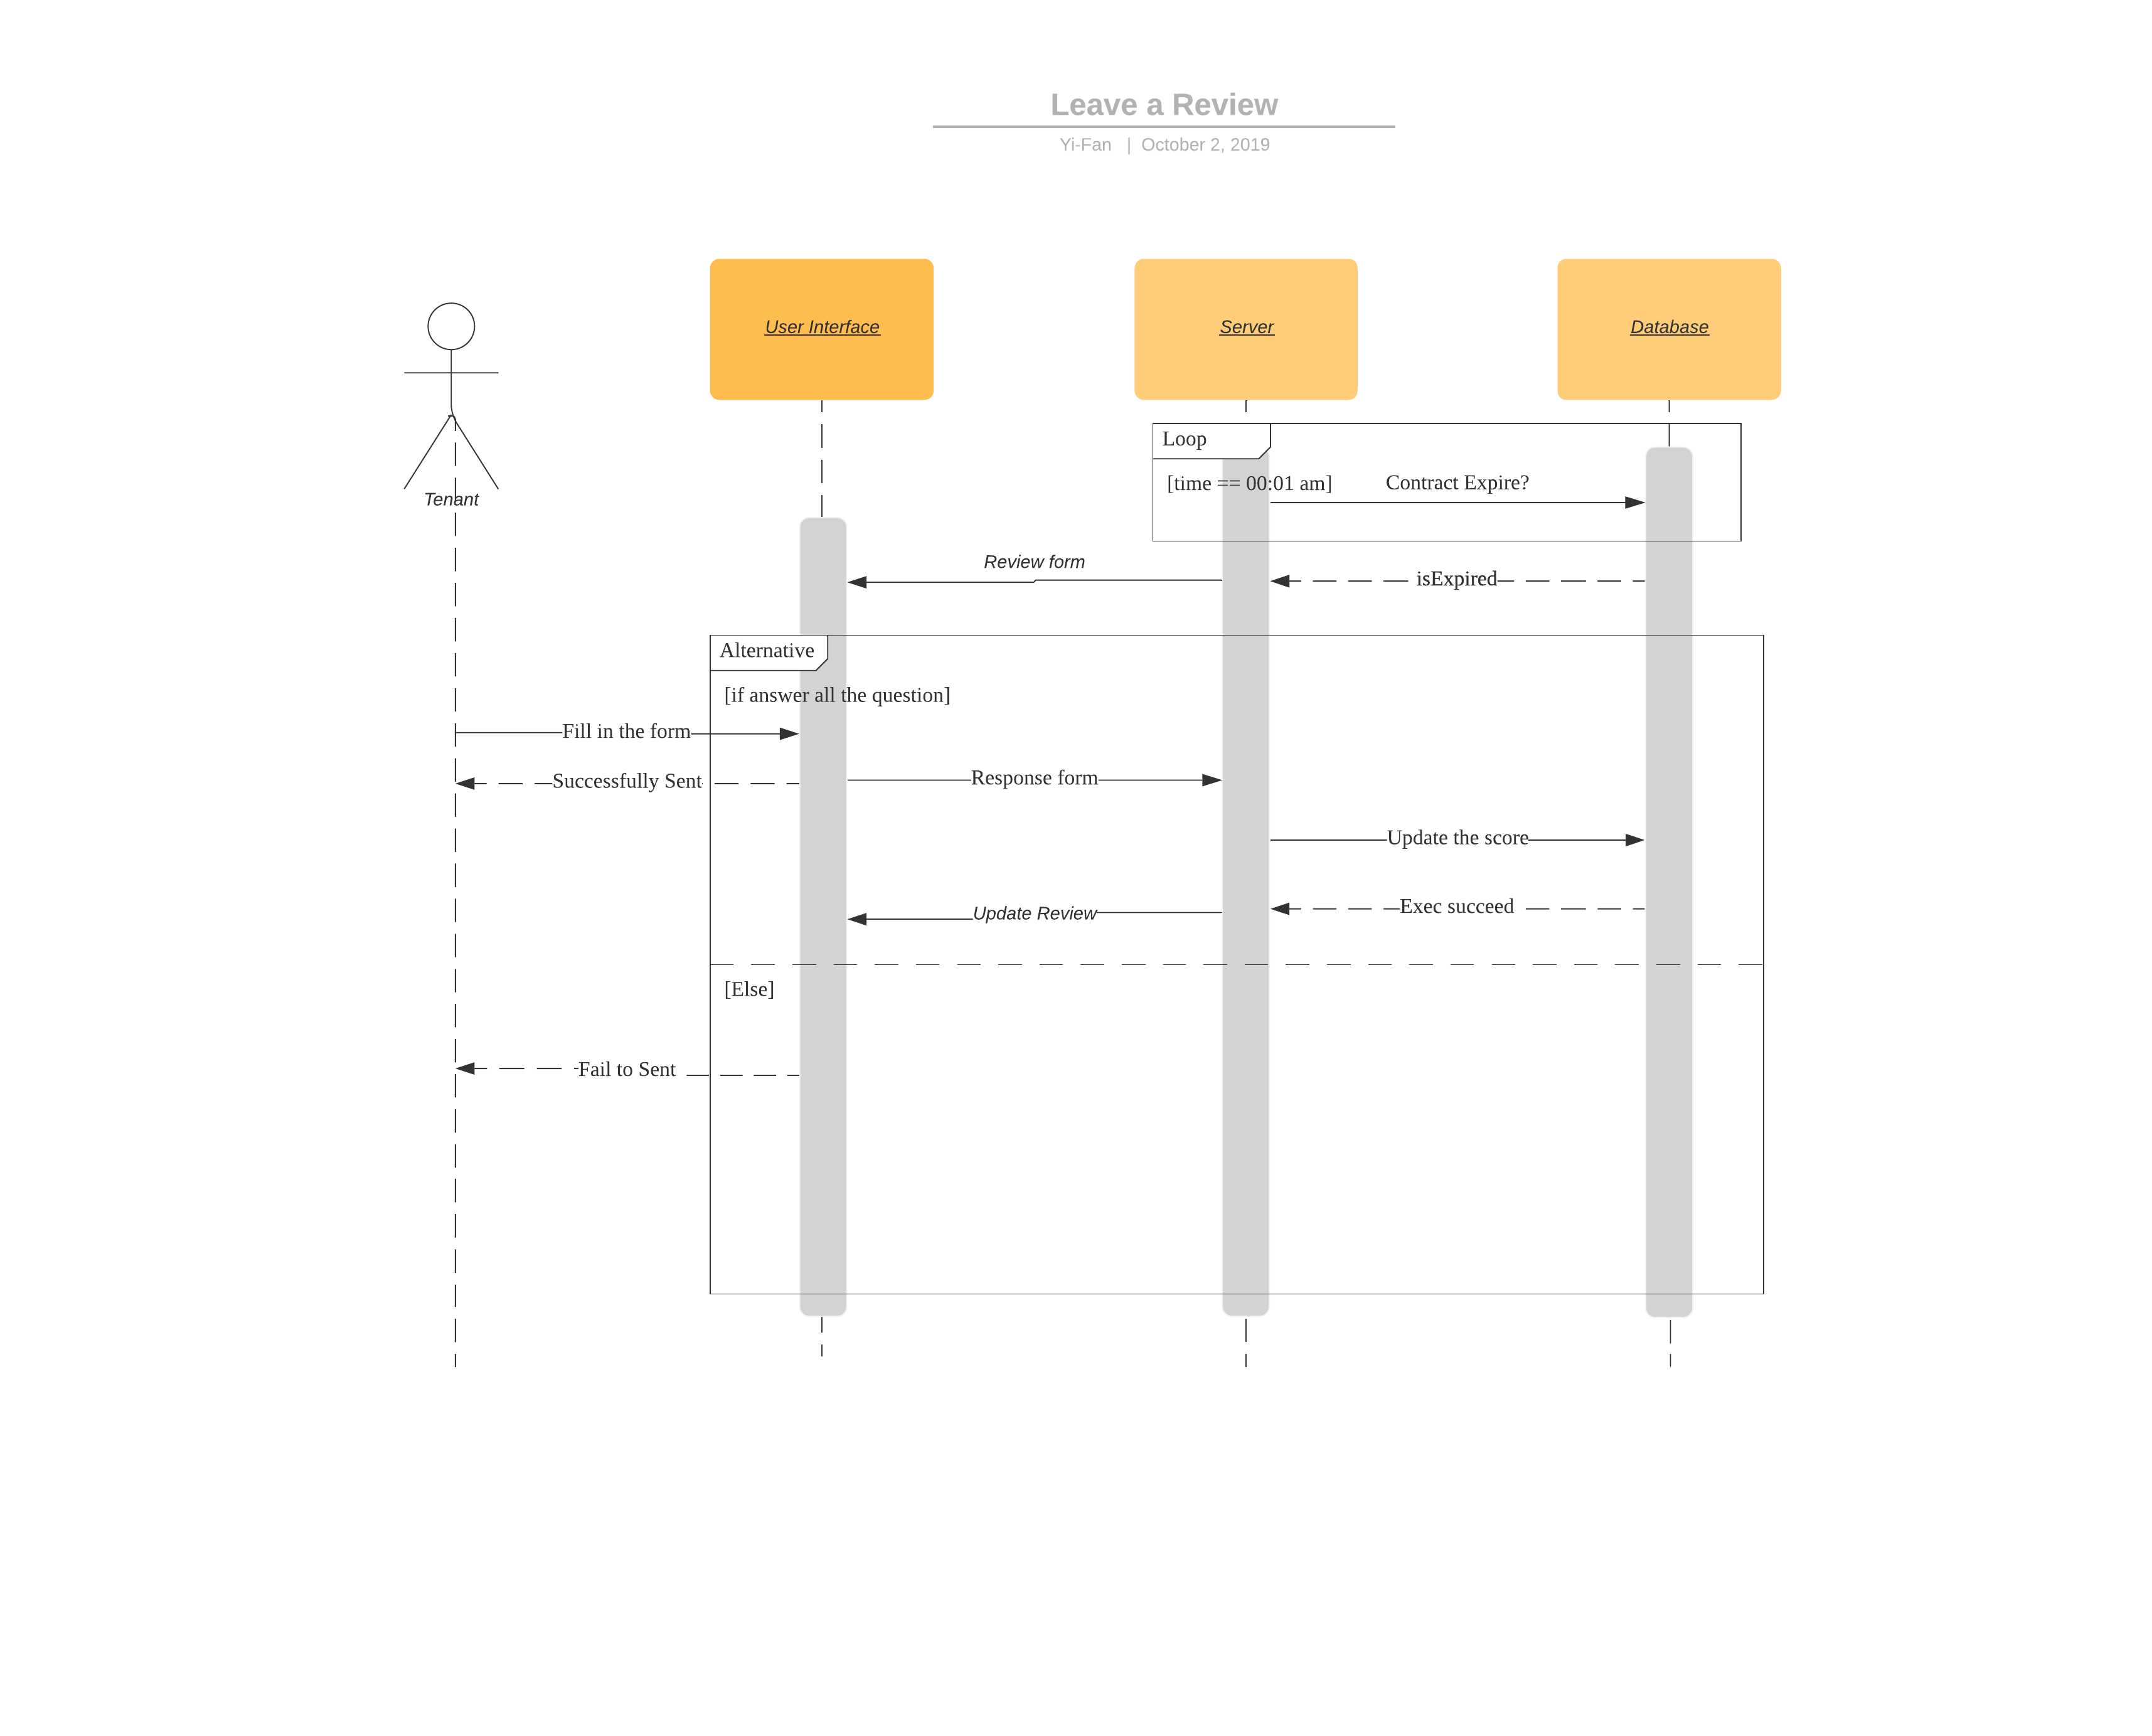 Leave a Review
Yi-Fan | October 2, 2019
User Interface
Server
Database
Tenant
Loop
[time == 00:01 am]
Contract Expire?
Review form
isExpired
Alternative
[if answer all the question]
Fill in the form
Successfully Sent
Response form
Update the score
Update Review
Exec succeed
[Else]
Fail to Sent